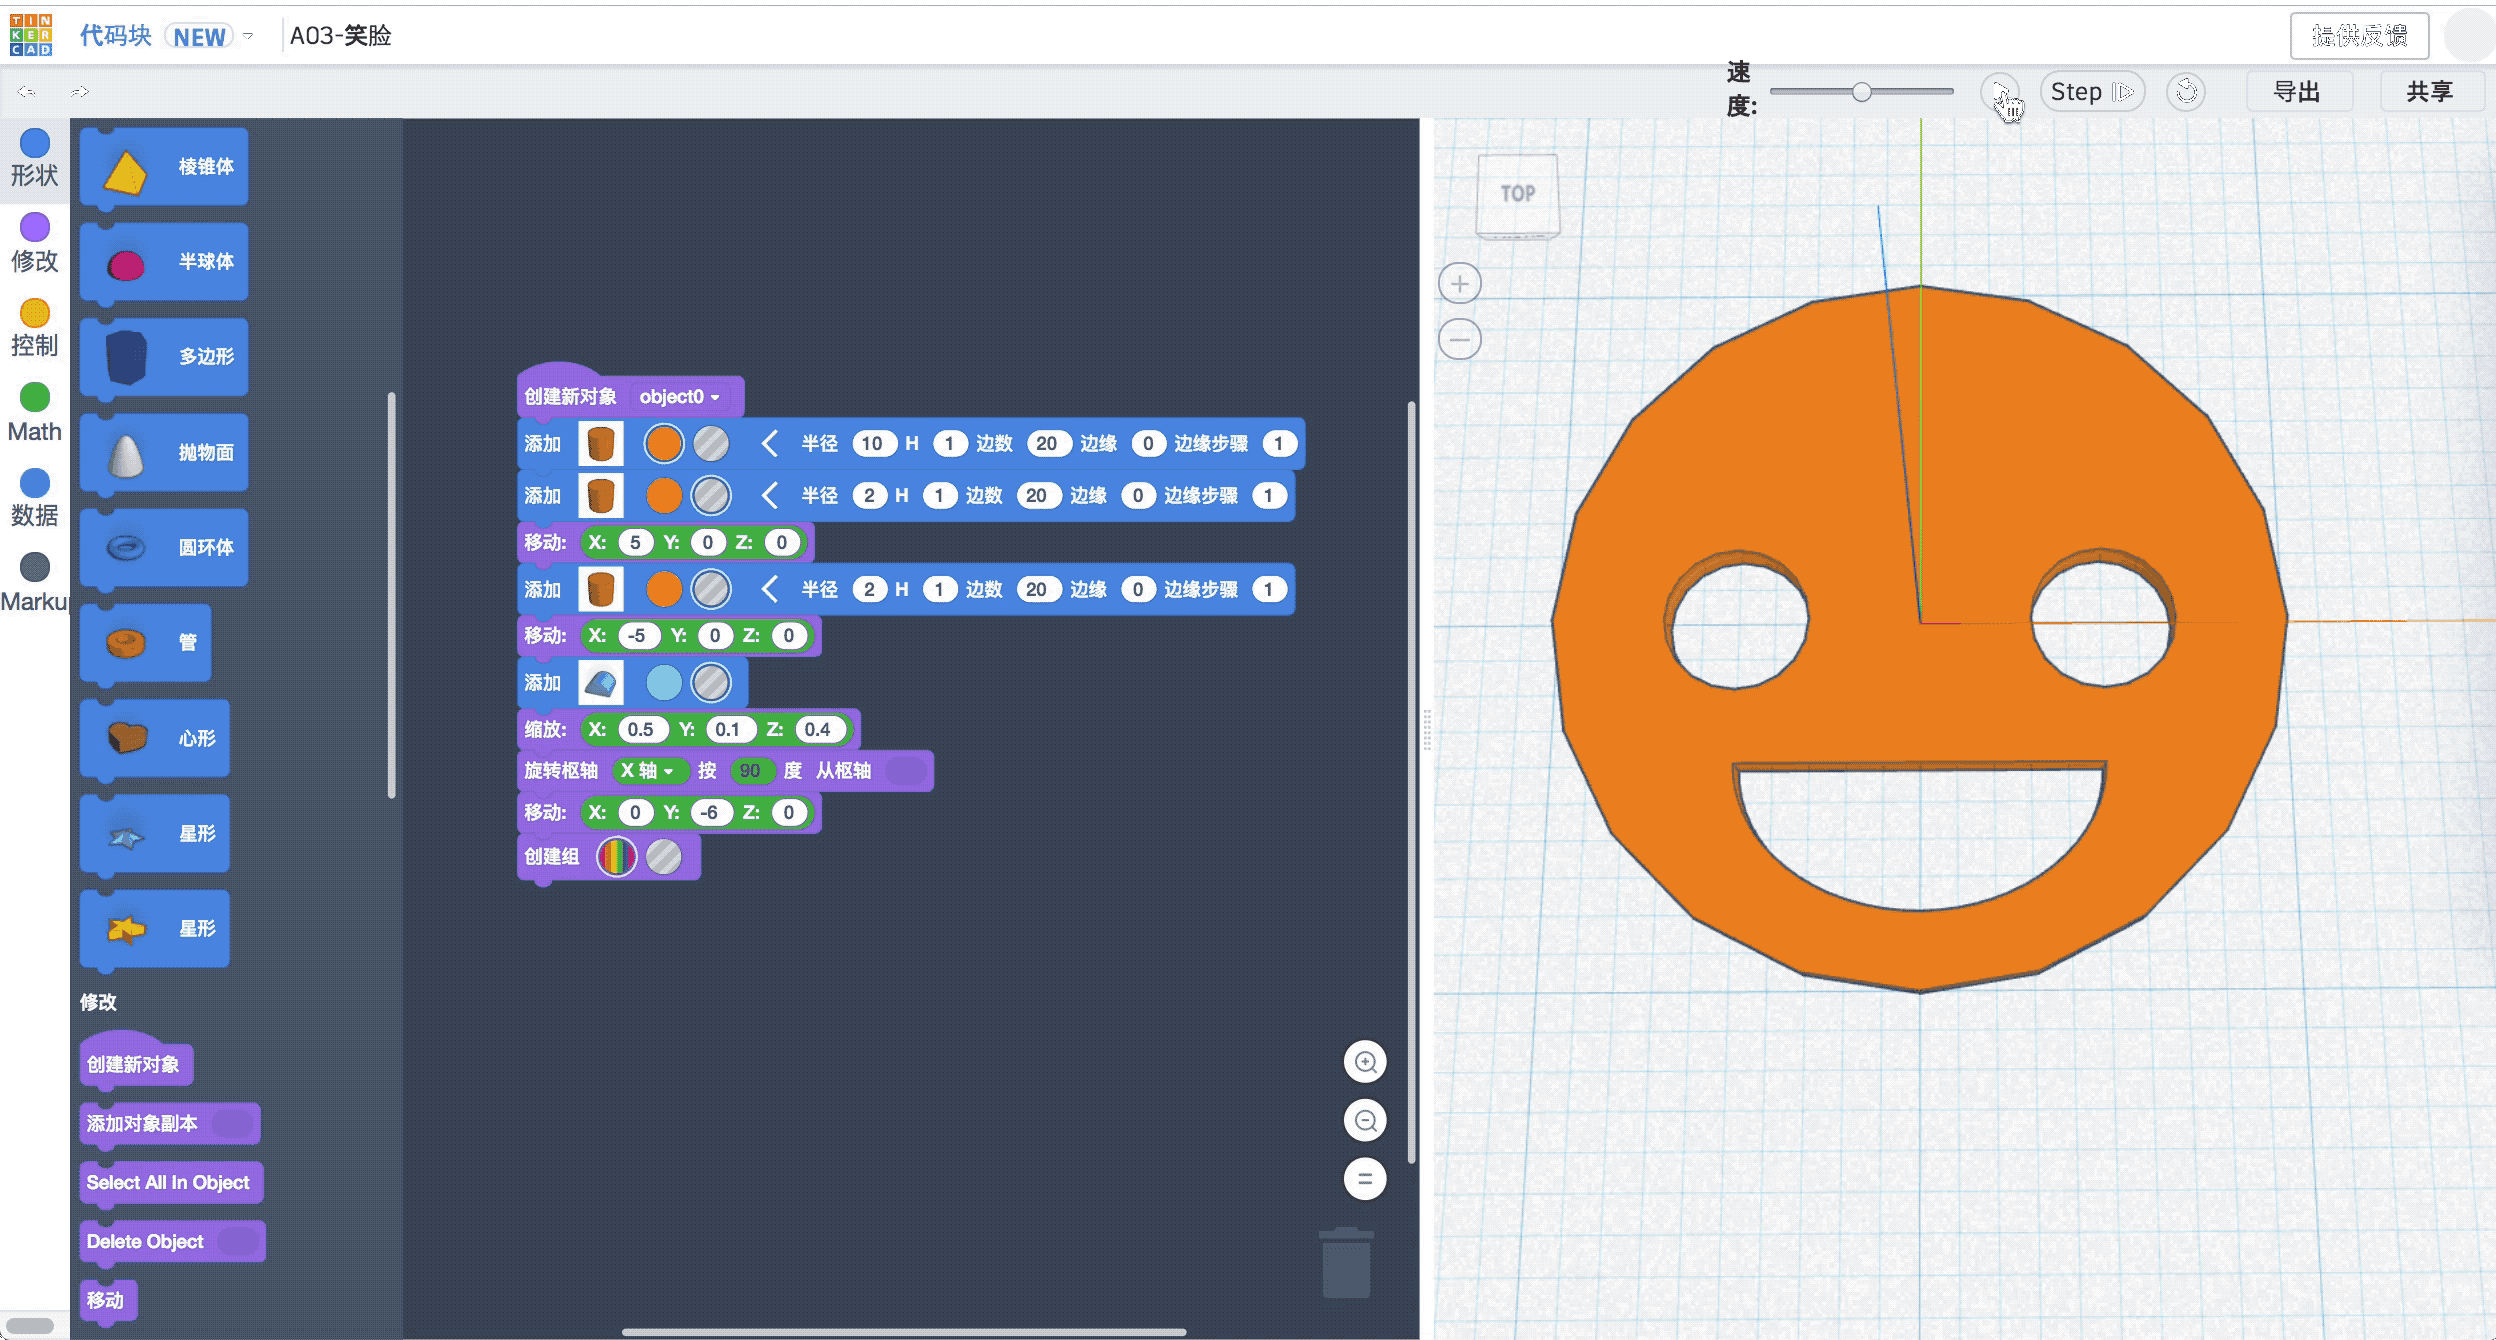 TINKERCAD
代码块 NEW A03-笑脸 提供反馈
速度: Step 导出 共享
形状
修改
控制
Math
数据
Marku
棱锥体
半球体
多边形
抛物面
圆环体
管
心形
星形
星形
修改
创建新对象
添加对象副本
Select All In Object
Delete Object
移动
创建新对象 object0
添加 半径 10 H 1 边数 20 边缘 0 边缘步骤 1
添加 半径 2 H 1 边数 20 边缘 0 边缘步骤 1
移动: X: 5 Y: 0 Z: 0
添加 半径 2 H 1 边数 20 边缘 0 边缘步骤 1
移动: X: -5 Y: 0 Z: 0
添加
缩放: X: 0.5 Y: 0.1 Z: 0.4
旋转枢轴 X 轴 按 90 度 从枢轴
移动: X: 0 Y: -6 Z: 0
创建组
TOP